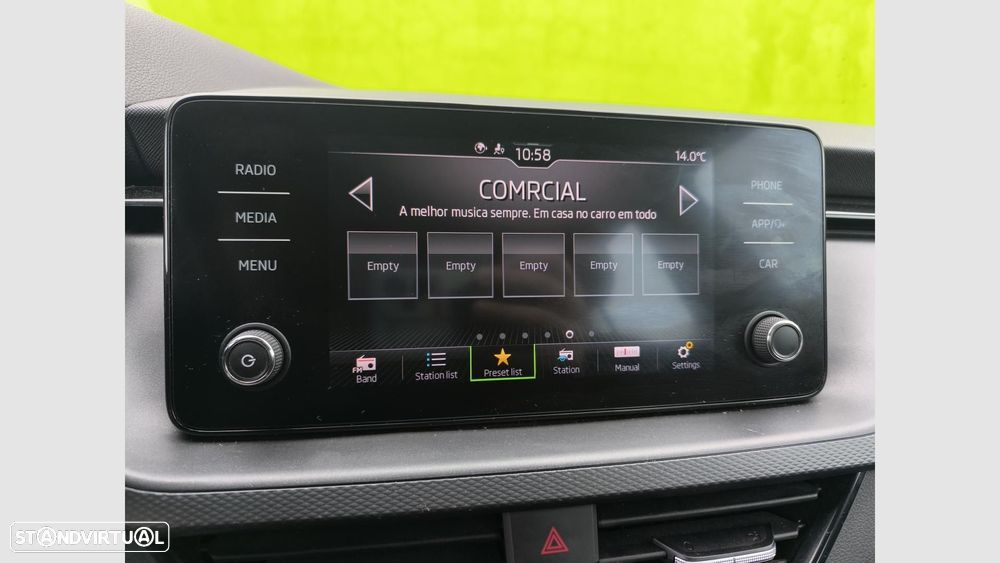 10:58
14.0°C
RADIO
MEDIA
MENU
COMRCIAL
A melhor musica sempre. Em casa no carro em todo
Empty Empty Empty Empty Empty
PHONE
APP/
CAR
FM
Band
Station list
Preset list
Station
Manual
Settings
STANDVIRTUAL